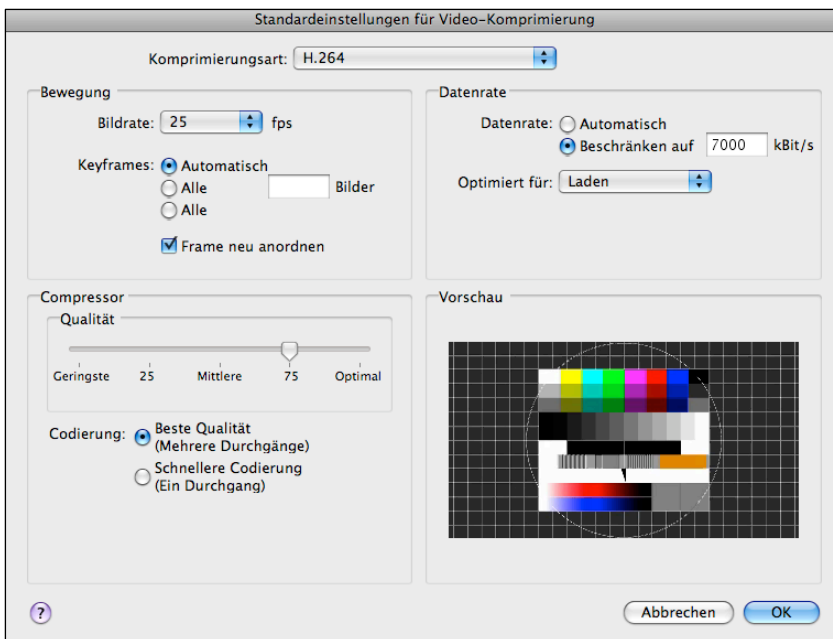 Standardeinstellungen für Video-Komprimierung
Komprimierungsart: H.264
Bewegung
Bildrate: 25 fps
Keyframes: Automatisch
Alle Bilder
Alle
Frame neu anordnen
Datenrate
Datenrate: Automatisch
Beschränken auf 7000 kBit/s
Optimiert für: Laden
Compressor
Qualität
Geringste 25 Mittlere 75 Optimal
Codierung: Beste Qualität
(Mehrere Durchgänge)
Schnellere Codierung
(Ein Durchgang)
Vorschau
?
Abbrechen OK